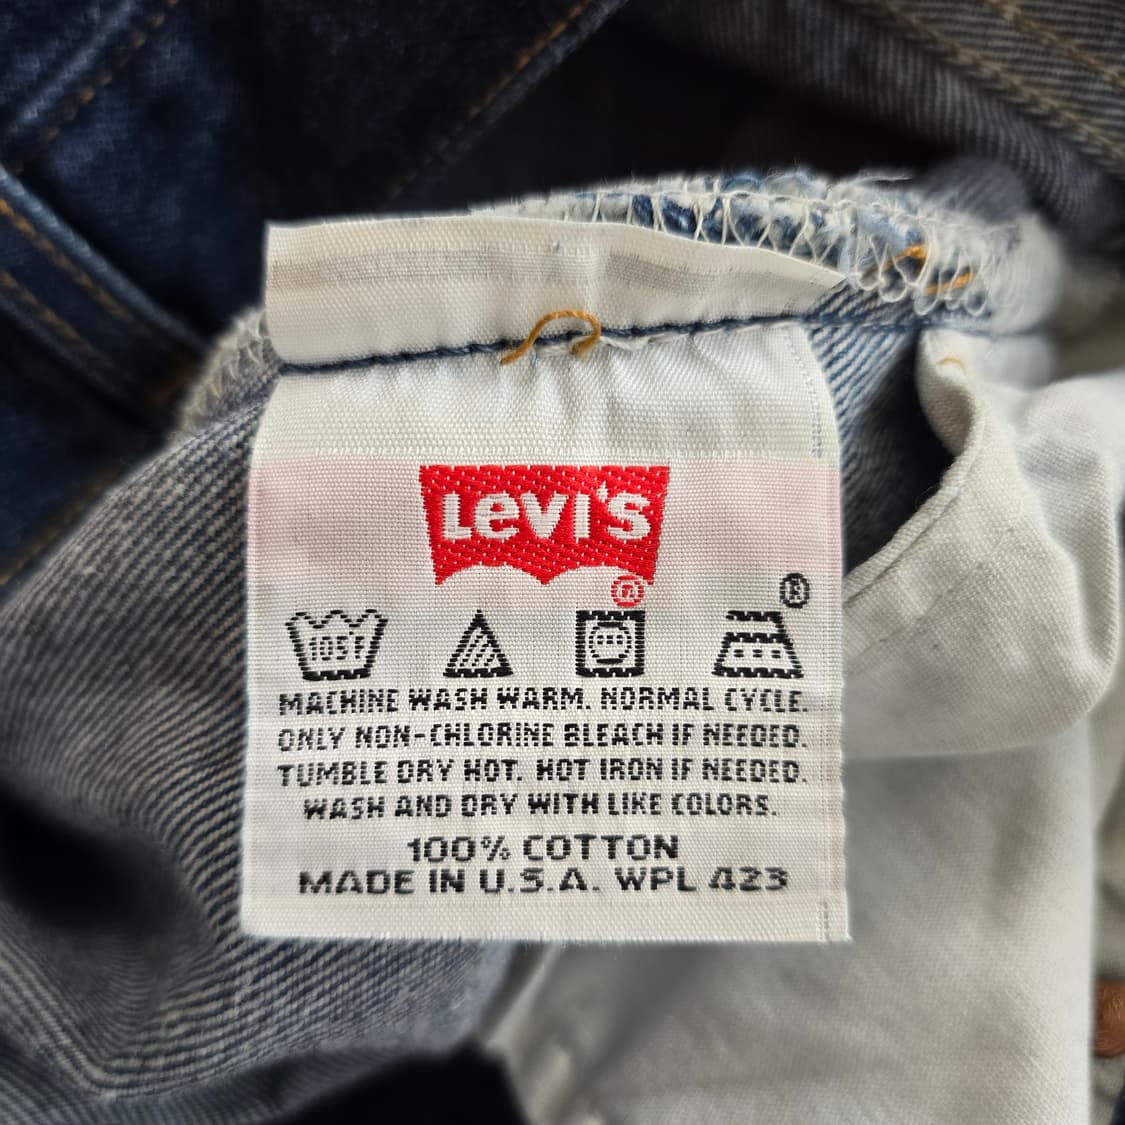 Levi's
®
®
105F
MACHINE WASH WARM. NORMAL CYCLE.
ONLY NON-CHLORINE BLEACH IF NEEDED.
TUMBLE DRY HOT. HOT IRON IF NEEDED.
WASH AND DRY WITH LIKE COLORS.
100% COTTON
MADE IN U.S.A. WPL 423